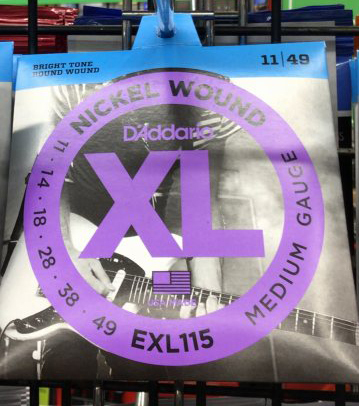 BRIGHT TONE
ROUND WOUND
11|49
NICKEL WOUND
D'Addario
XL
11 · 14 · 18 · 28 · 38 · 49
EXL115
MEDIUM GAUGE